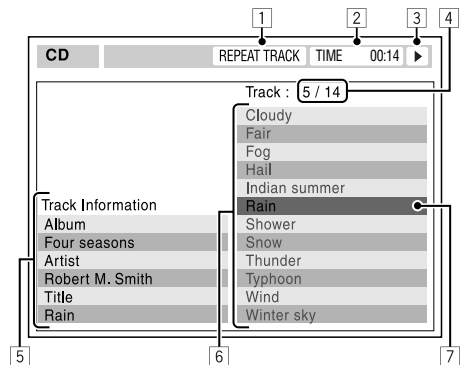 1 2 3 4
CD REPEAT TRACK TIME 00:14
Track : 5 / 14
Cloudy
Fair
Fog
Hail
Indian summer
Rain
Shower
Snow
Thunder
Typhoon
Wind
Winter sky
Track Information
Album
Four seasons
Artist
Robert M. Smith
Title
Rain
5 6 7